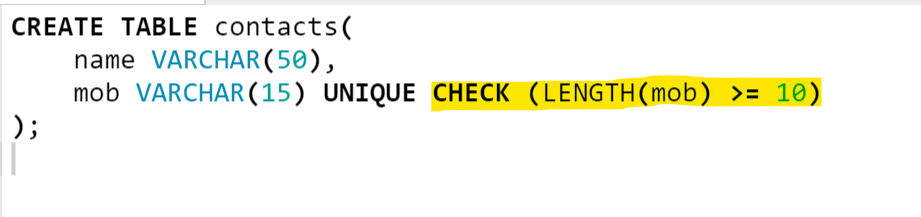 CREATE TABLE contacts(
    name VARCHAR(50),
    mob VARCHAR(15) UNIQUE CHECK (LENGTH(mob) >= 10)
);